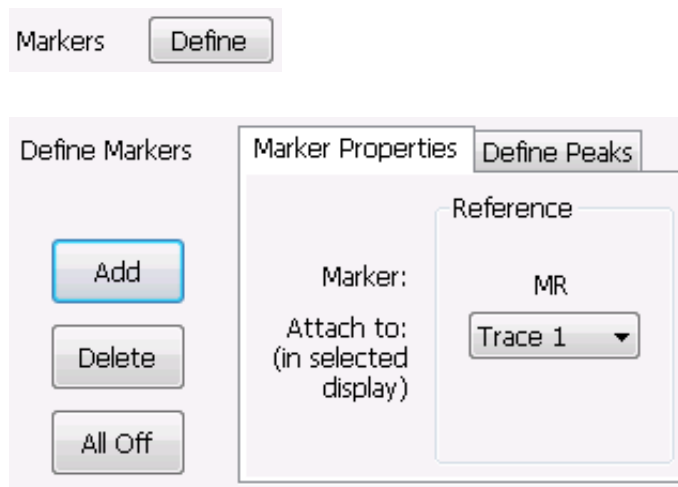 Markers Define
Define Markers
Marker Properties
Define Peaks
Reference
Add
Marker:
MR
Attach to:
(in selected
display)
Trace 1
Delete
All Off